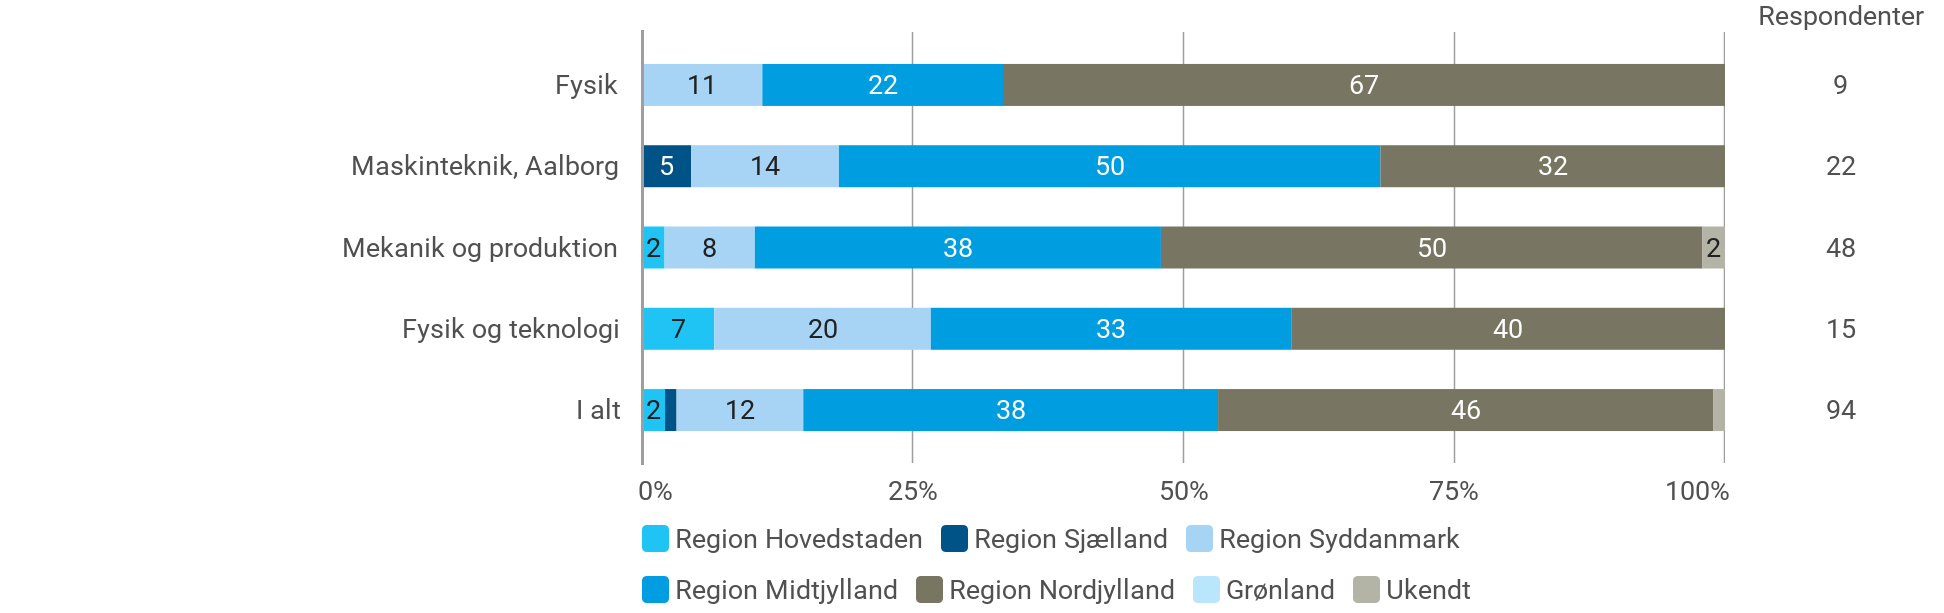 Respondenter
Fysik 11 22 67 9
Maskinteknik, Aalborg 5 14 50 32 22
Mekanik og produktion 2 8 38 50 2 48
Fysik og teknologi 7 20 33 40 15
I alt 2 12 38 46 94
0% 25% 50% 75% 100%
Region Hovedstaden Region Sjælland Region Syddanmark
Region Midtjylland Region Nordjylland Grønland Ukendt